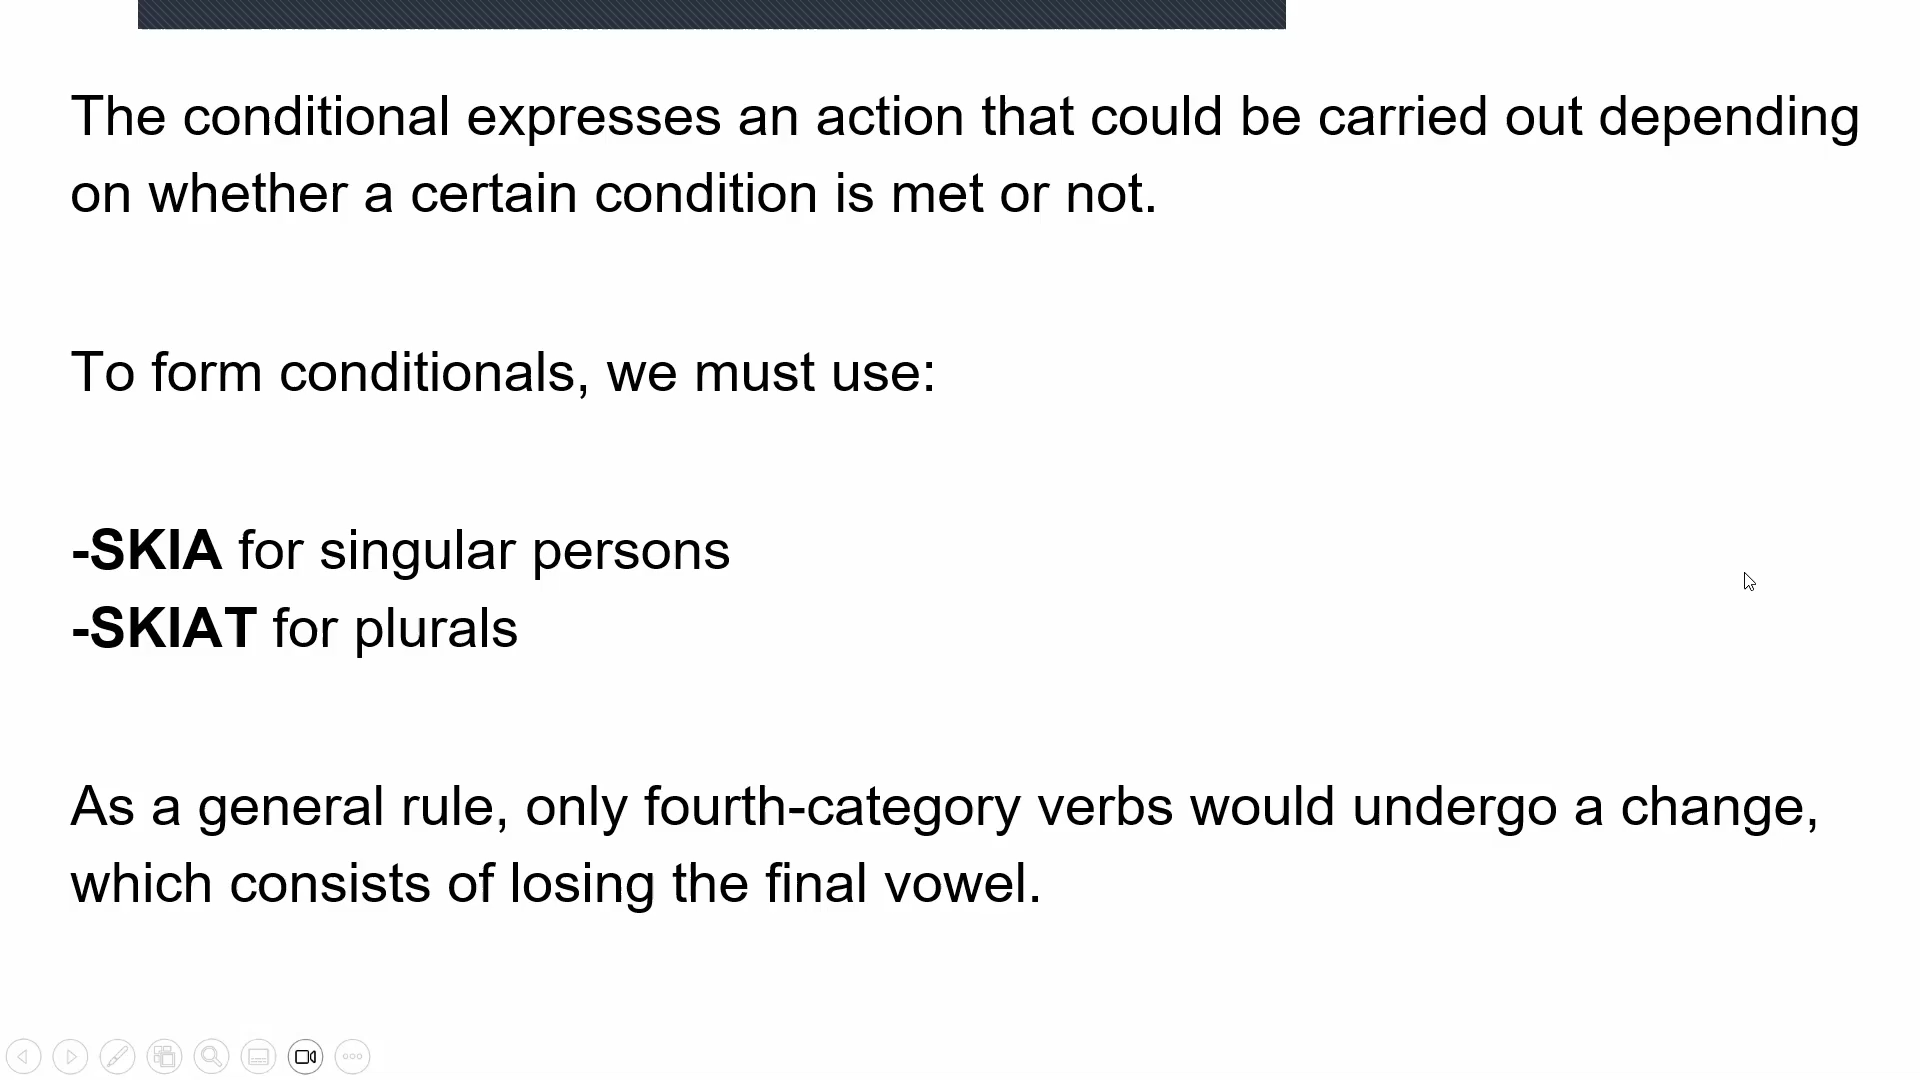 The conditional expresses an action that could be carried out depending
on whether a certain condition is met or not.
To form conditionals, we must use:
-SKIA for singular persons
-SKIAT for plurals
As a general rule, only fourth-category verbs would undergo a change,
which consists of losing the final vowel.